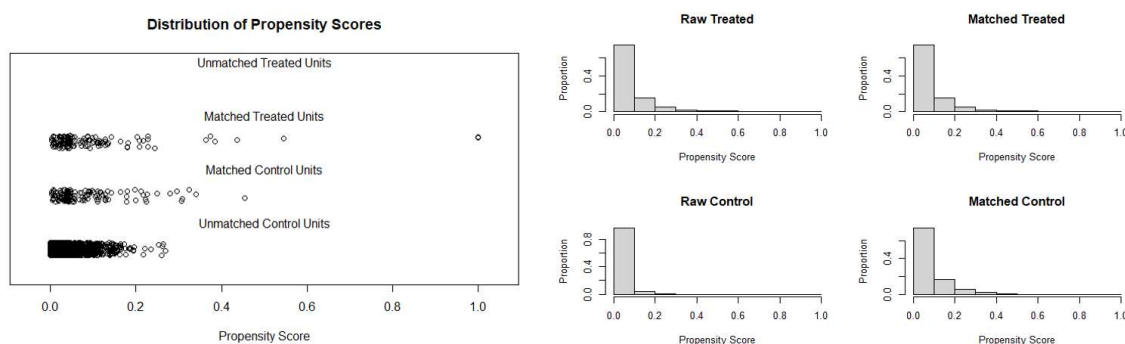 Distribution of Propensity Scores
Unmatched Treated Units
Matched Treated Units
Matched Control Units
Unmatched Control Units
0.0 0.2 0.4 0.6 0.8 1.0
Propensity Score
Raw Treated
Proportion
0.4
0.0
0.0 0.2 0.4 0.6 0.8 1.0
Propensity Score
Matched Treated
Proportion
0.4
0.0
0.0 0.2 0.4 0.6 0.8 1.0
Propensity Score
Raw Control
Proportion
0.8
0.4
0.0
0.0 0.2 0.4 0.6 0.8 1.0
Propensity Score
Matched Control
Proportion
0.4
0.0
0.0 0.2 0.4 0.6 0.8 1.0
Propensity Score